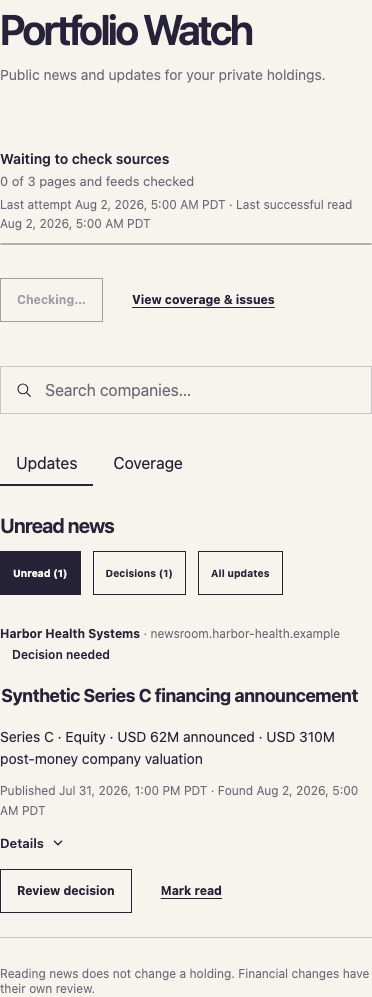 Portfolio Watch
Public news and updates for your private holdings.
Waiting to check sources
0 of 3 pages and feeds checked
Last attempt Aug 2, 2026, 5:00 AM PDT · Last successful read
Aug 2, 2026, 5:00 AM PDT
Checking...
View coverage & issues
Search companies...
Updates
Coverage
Unread news
Unread (1)
Decisions (1)
All updates
Harbor Health Systems · newsroom.harbor-health.example
Decision needed
Synthetic Series C financing announcement
Series C · Equity · USD 62M announced · USD 310M
post-money company valuation
Published Jul 31, 2026, 1:00 PM PDT · Found Aug 2, 2026, 5:00
AM PDT
Details
Review decision
Mark read
Reading news does not change a holding. Financial changes have
their own review.